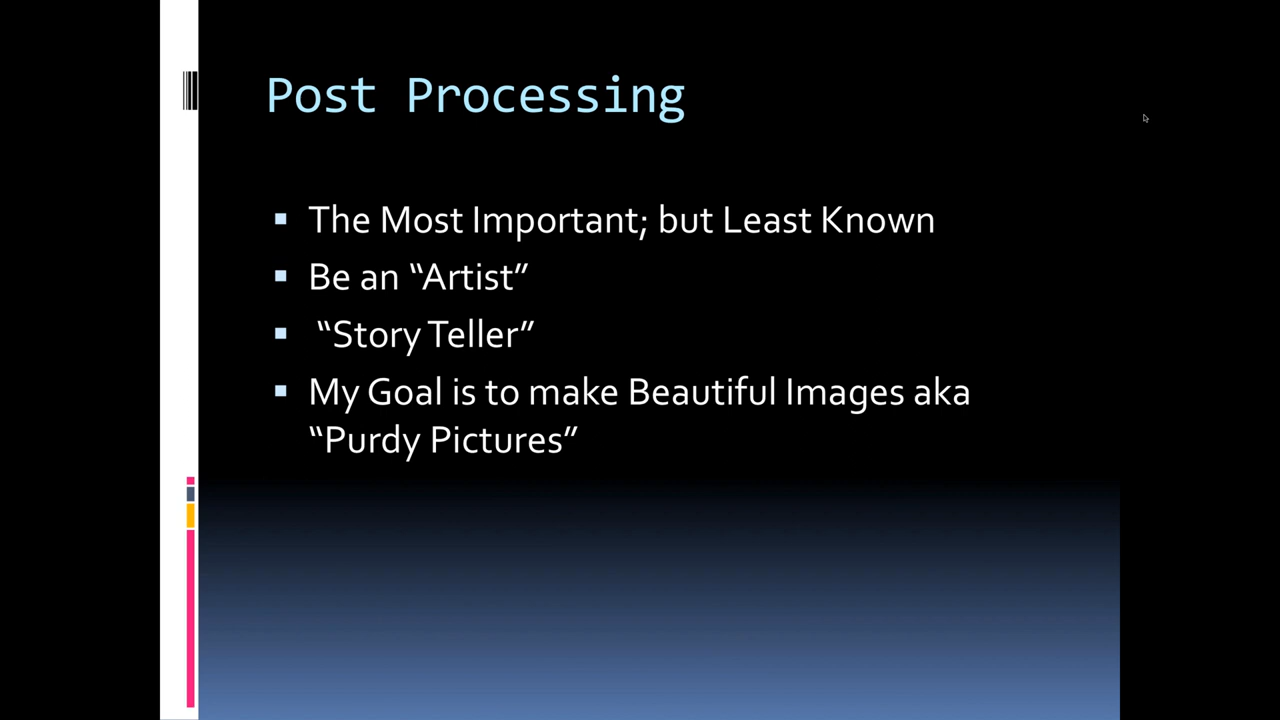 Post Processing
The Most Important; but Least Known
Be an “Artist”
“Story Teller”
My Goal is to make Beautiful Images aka
“Purdy Pictures”